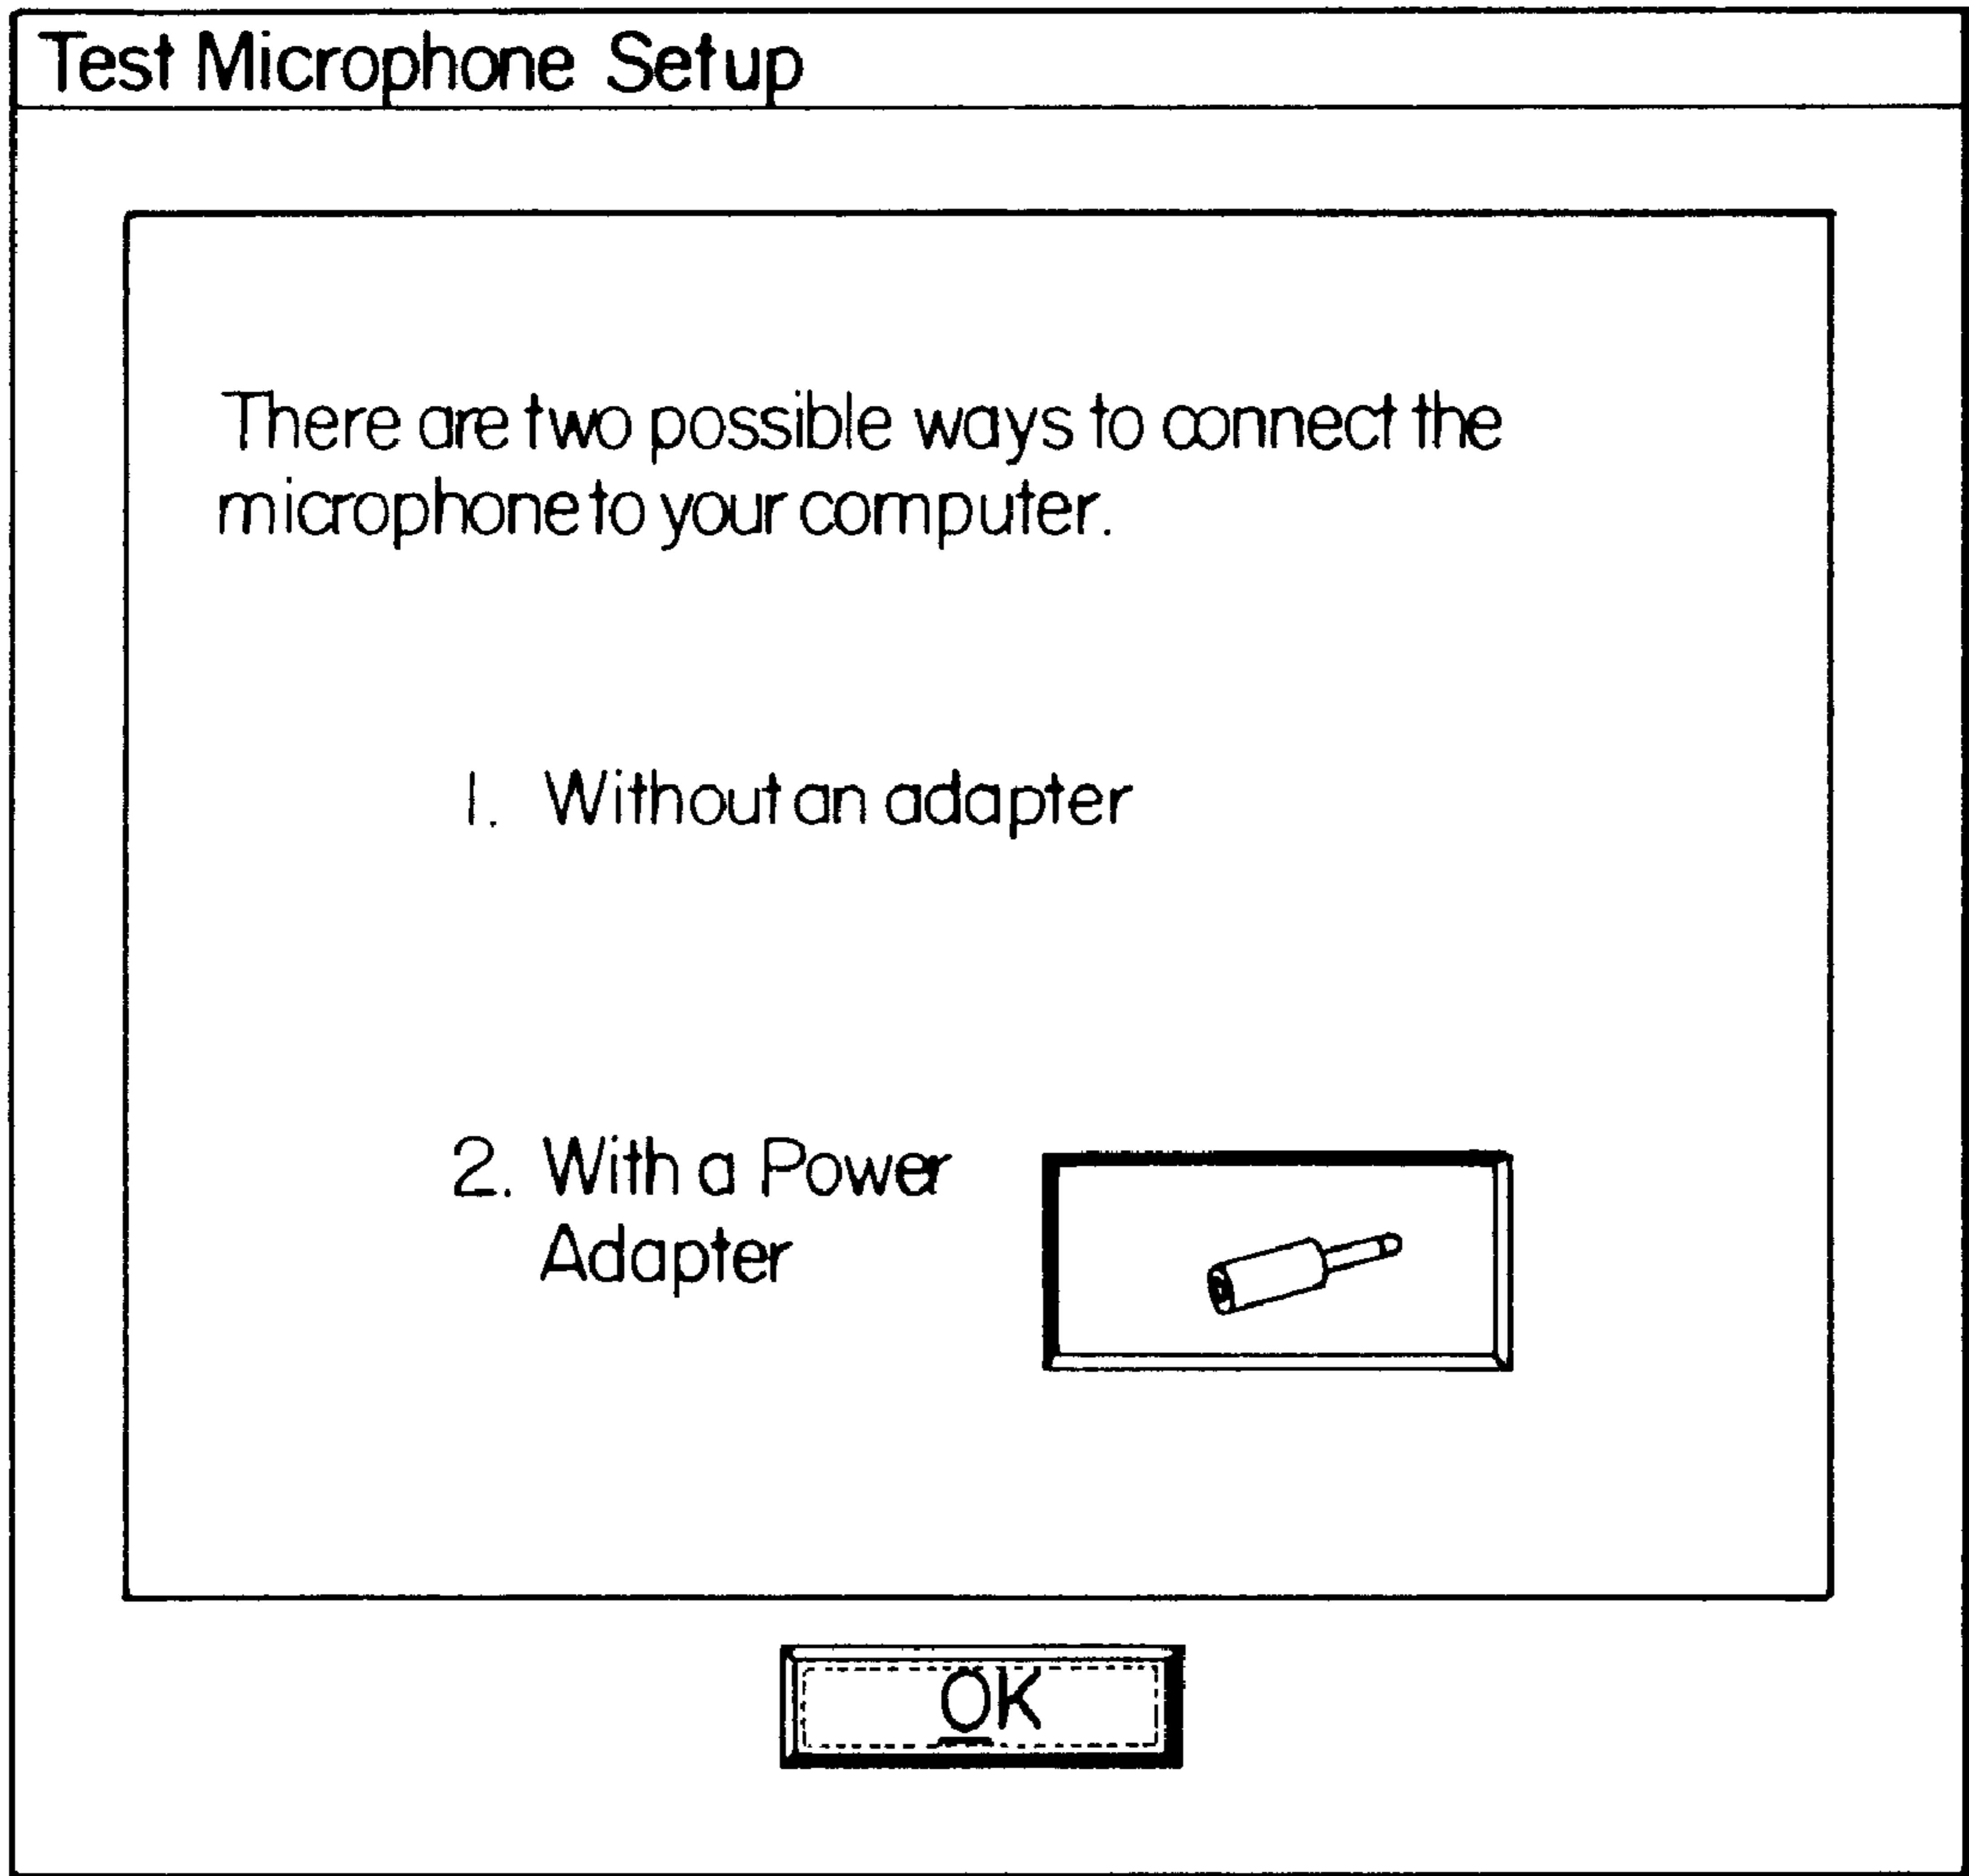 Test Microphone Setup
There are two possible ways to connect the
microphone to your computer.
1. Without an adapter
2. With a Power
Adapter
OK